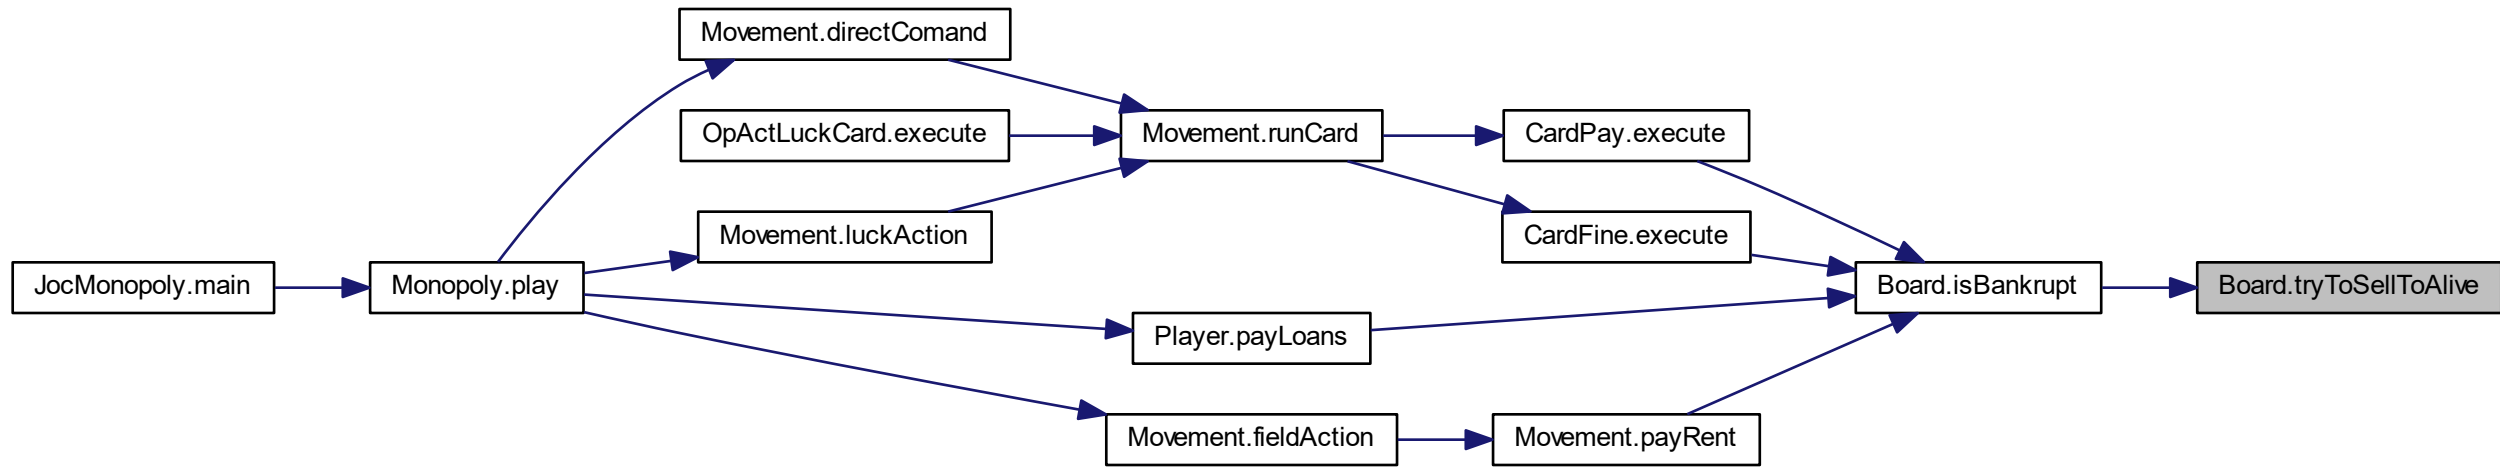 Movement.directComand
OpActLuckCard.execute
Movement.runCard
CardPay.execute
Movement.luckAction
CardFine.execute
JocMonopoly.main
Monopoly.play
Board.isBankrupt
Board.tryToSellToAlive
Player.payLoans
Movement.fieldAction
Movement.payRent